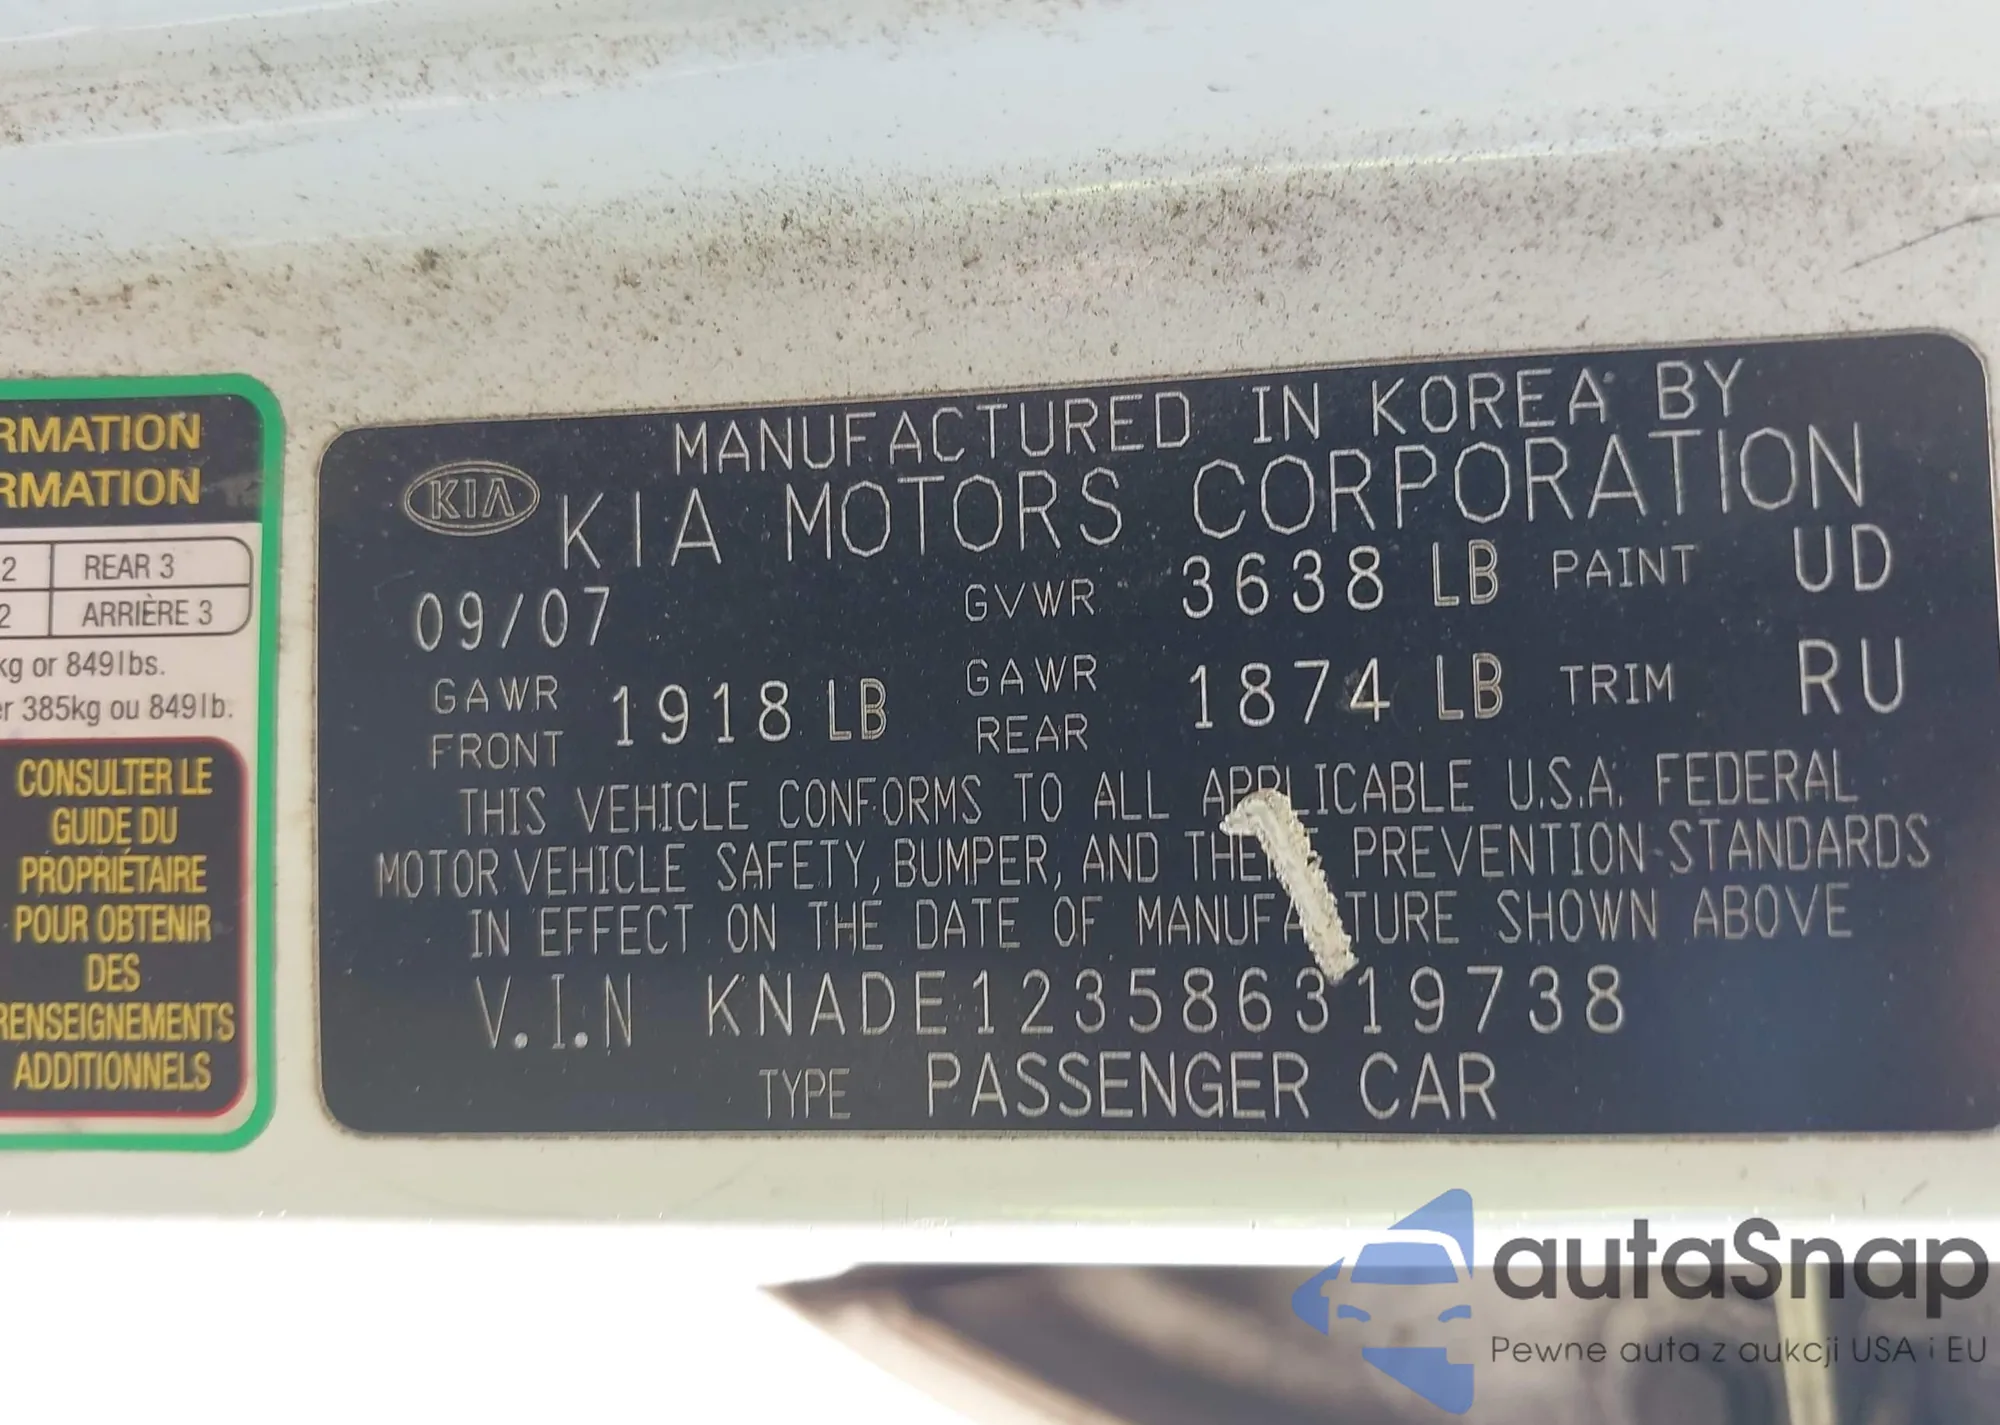 RMATION
RMATION
2 REAR 3
2 ARRIÈRE 3
kg or 849lbs.
er 385kg ou 849lb.
CONSULTER LE
GUIDE DU
PROPRIÉTAIRE
POUR OBTENIR
DES
RENSEIGNEMENTS
ADDITIONNELS
MANUFACTURED IN KOREA BY
KIA KIA MOTORS CORPORATION
09/07 GVWR 3638 LB PAINT UD
GAWR FRONT 1918 LB GAWR REAR 1874 LB TRIM RU
THIS VEHICLE CONFORMS TO ALL APPLICABLE U.S.A. FEDERAL
MOTOR VEHICLE SAFETY, BUMPER, AND THEFT PREVENTION STANDARDS
IN EFFECT ON THE DATE OF MANUFACTURE SHOWN ABOVE
V.I.N KNADE123586319738
TYPE PASSENGER CAR
autaSnap
Pewne auta z aukcji USA i EU